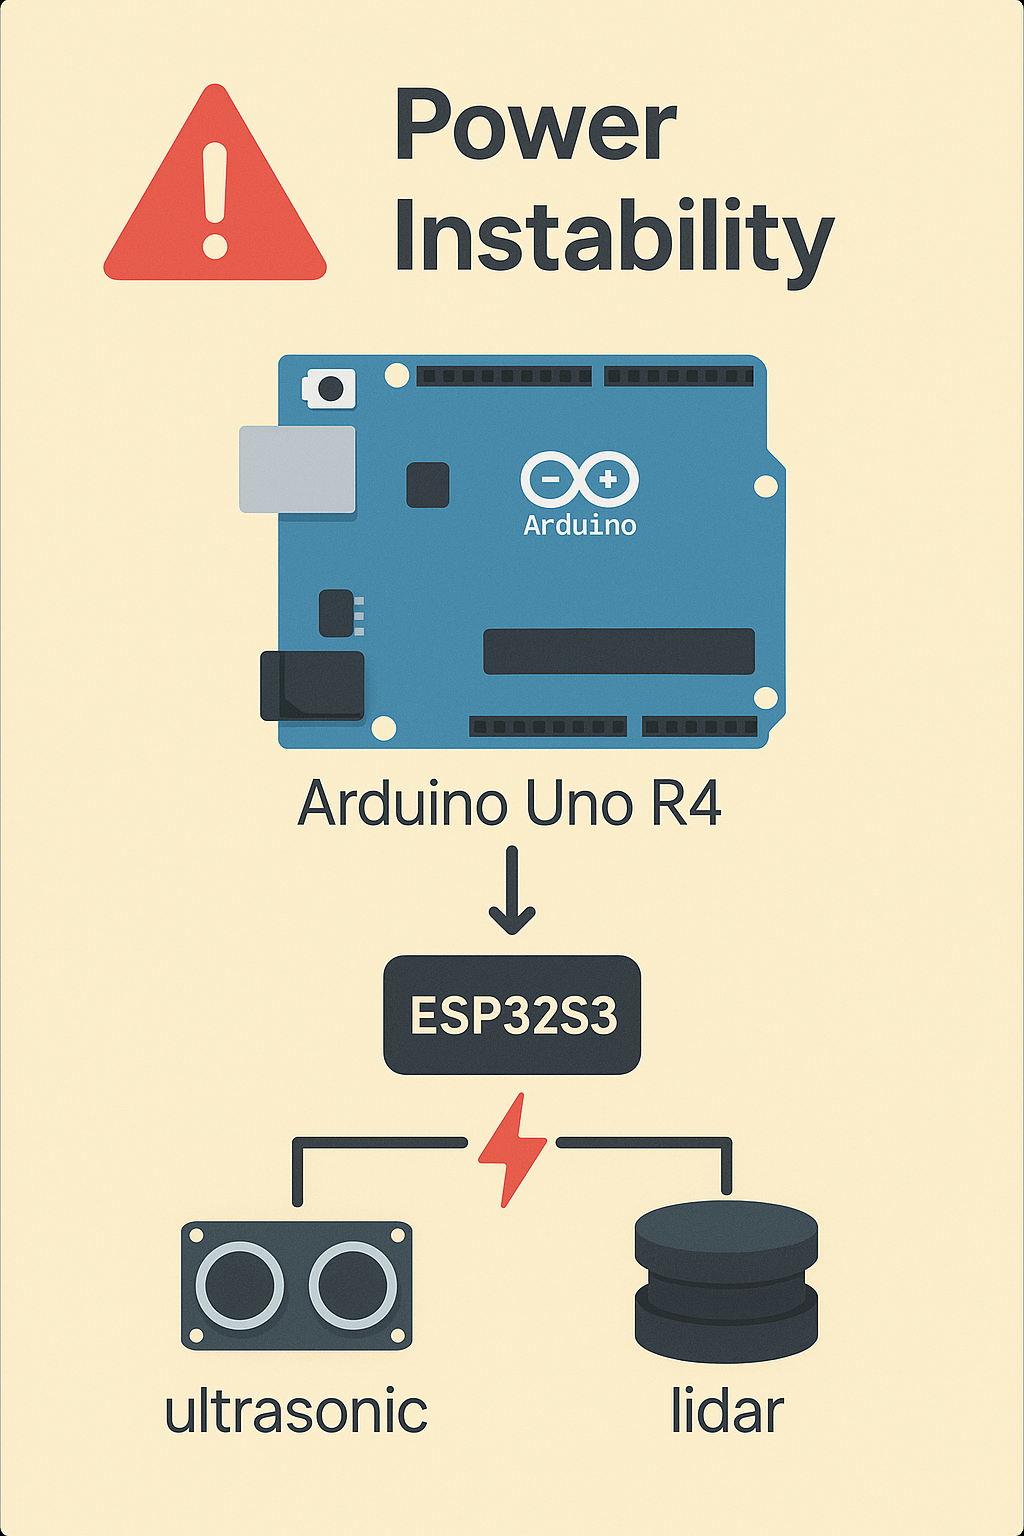 Power
Instability
Arduino
Arduino Uno R4
ESP32S3
ultrasonic
lidar